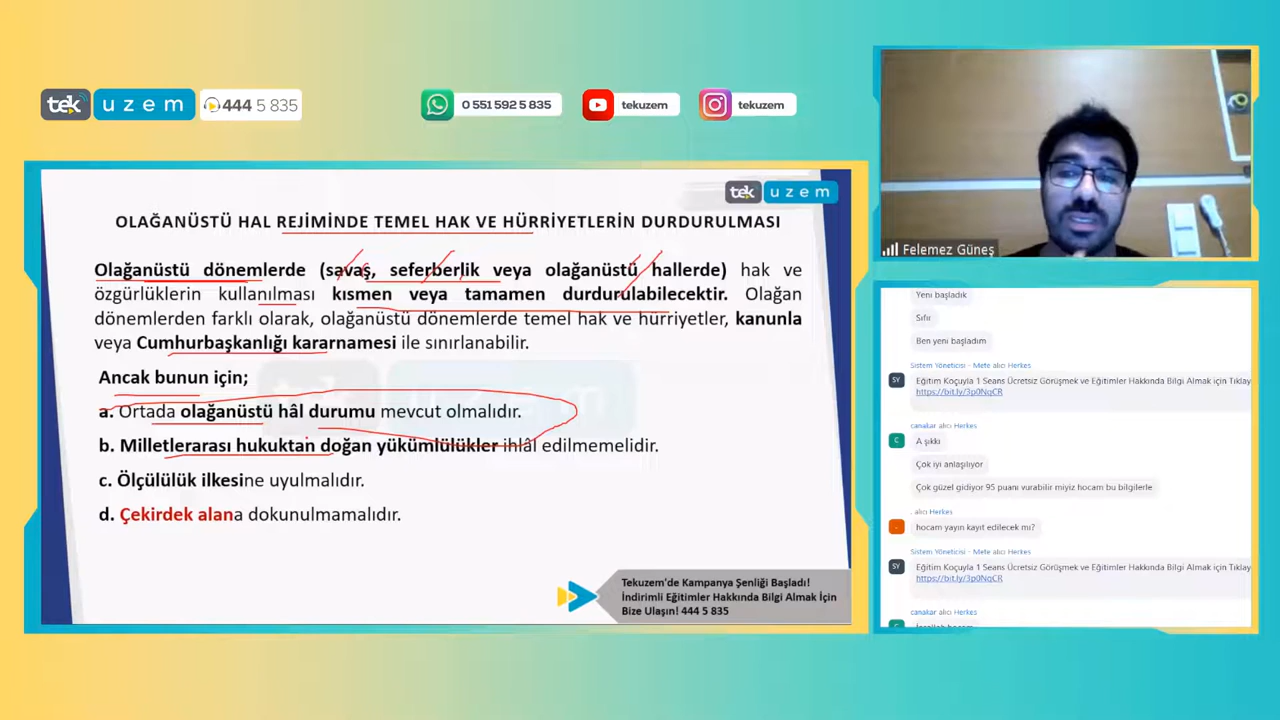 tek uzem 444 5 835
0 551 592 5 835
tekuzem
tekuzem
tek uzem
OLAĞANÜSTÜ HAL REJİMİNDE TEMEL HAK VE HÜRRİYETLERİN DURDURULMASI
Olağanüstü dönemlerde (savaş, seferberlik veya olağanüstü hallerde) hak ve
özgürlüklerin kullanılması kısmen veya tamamen durdurulabilecektir. Olağan
dönemlerden farklı olarak, olağanüstü dönemlerde temel hak ve hürriyetler, kanunla
veya Cumhurbaşkanlığı kararnamesi ile sınırlanabilir.
Ancak bunun için;
a. Ortada olağanüstü hâl durumu mevcut olmalıdır.
b. Milletlerarası hukuktan doğan yükümlülükler ihlâl edilmemelidir.
c. Ölçülülük ilkesine uyulmalıdır.
d. Çekirdek alana dokunulmamalıdır.
Tekuzem'de Kampanya Şenliği Başladı!
İndirimli Eğitimler Hakkında Bilgi Almak İçin
Bize Ulaşın! 444 5 835
Felemez Güneş
Yeni başladık
Sıfır
Ben yeni başladım
Sistem Yöneticisi - Mete alıcı Herkes
SY
Eğitim Koçuyla 1 Seans Ücretsiz Görüşmek ve Eğitimler Hakkında Bilgi Almak için Tıklay
https://bit.ly/3p0NqCR
canakar alıcı Herkes
C
A şıkkı
Çok iyi anlaşılıyor
Çok güzel gidiyor 95 puanı vurabilir miyiz hocam bu bilgilerle
. alıcı Herkes
hocam yayın kayıt edilecek mi?
Sistem Yöneticisi - Mete alıcı Herkes
SY
Eğitim Koçuyla 1 Seans Ücretsiz Görüşmek ve Eğitimler Hakkında Bilgi Almak için Tıklay
https://bit.ly/3p0NqCR
canakar alıcı Herkes
C